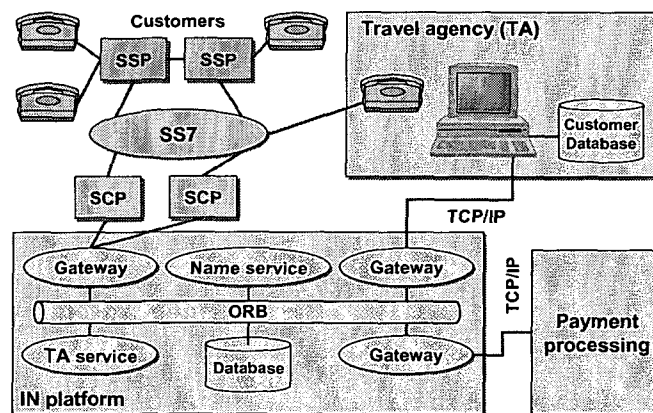 Customers
Travel agency (TA)
SSP
SSP
SS7
Customer
Database
SCP
SCP
TCP/IP
Gateway
Name service
Gateway
TCP/IP
ORB
Payment
processing
TA service
Database
Gateway
IN platform